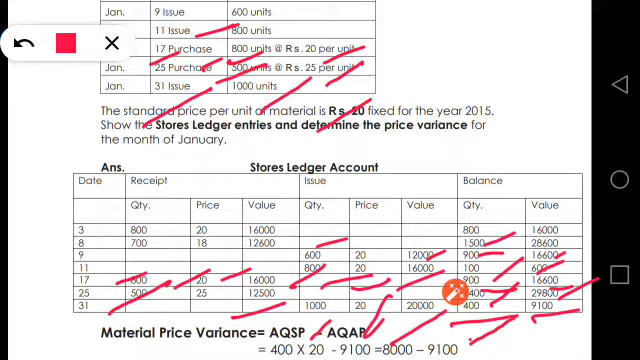 Jan. 9 Issue 600 units
11 Issue 800 units
17 Purchase 800 units @ Rs. 20 per unit
Jan. 25 Purchase 500 units @ Rs. 25 per unit
Jan. 31 Issue 1000 units
The standard price per unit of material is Rs. 20 fixed for the year 2015.
Show the Stores Ledger entries and determine the price variance for
the month of January.
Ans. Stores Ledger Account
Date Receipt Issue Balance
Qty. Price Value Qty. Price Value Qty. Value
3 800 20 16000 800 16000
8 700 18 12600 1500 28600
9 600 20 12000 900 16600
11 800 20 16000 100 600
17 800 20 16000 900 16600
25 500 25 12500 1400 29800
31 1000 20 20000 400 9100
Material Price Variance= AQSP - AQAP
= 400 X 20 - 9100 =8000 – 9100